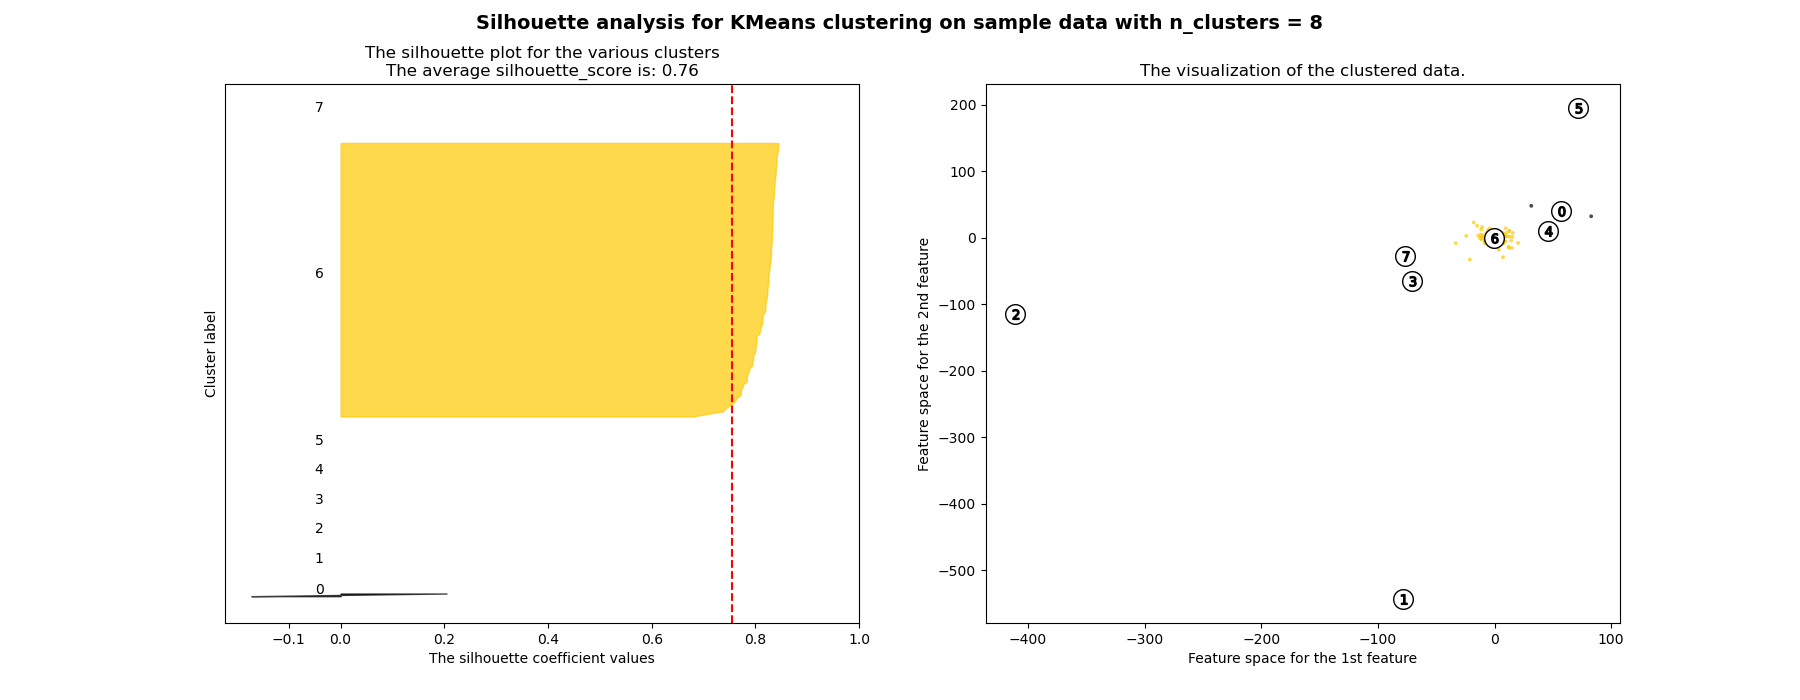 Silhouette analysis for KMeans clustering on sample data with n_clusters = 8
The silhouette plot for the various clusters
The average silhouette_score is: 0.76
7
6
5
4
3
2
1
0
Cluster label
−0.1 0.0 0.2 0.4 0.6 0.8 1.0
The silhouette coefficient values
The visualization of the clustered data.
200
100
0
−100
−200
−300
−400
−500
Feature space for the 2nd feature
5
0
4
6
7
3
2
1
−400 −300 −200 −100 0 100
Feature space for the 1st feature